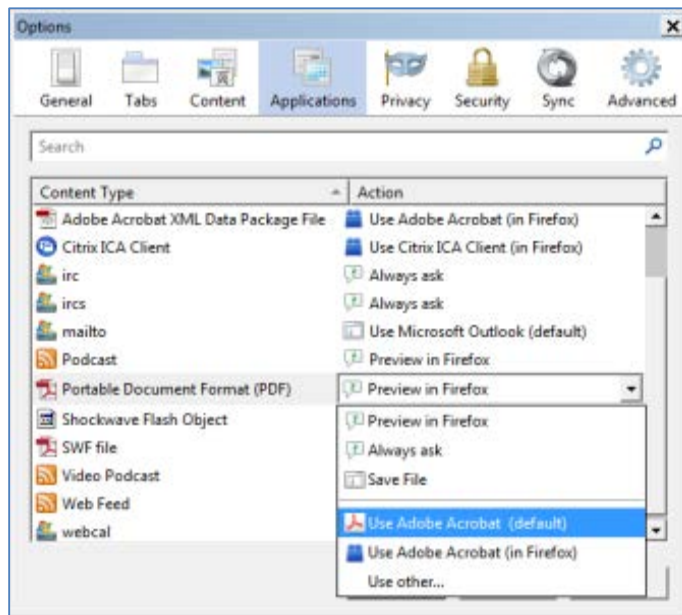 Options
General Tabs Content Applications Privacy Security Sync Advanced
Search
Content Type Action
Adobe Acrobat XML Data Package File Use Adobe Acrobat (in Firefox)
Citrix ICA Client Use Citrix ICA Client (in Firefox)
irc Always ask
ircs Always ask
mailto Use Microsoft Outlook (default)
Podcast Preview in Firefox
Portable Document Format (PDF) Preview in Firefox
Shockwave Flash Object Preview in Firefox
SWF file Always ask
Video Podcast Save File
Web Feed Use Adobe Acrobat (default)
webcal Use Adobe Acrobat (in Firefox)
Use other...